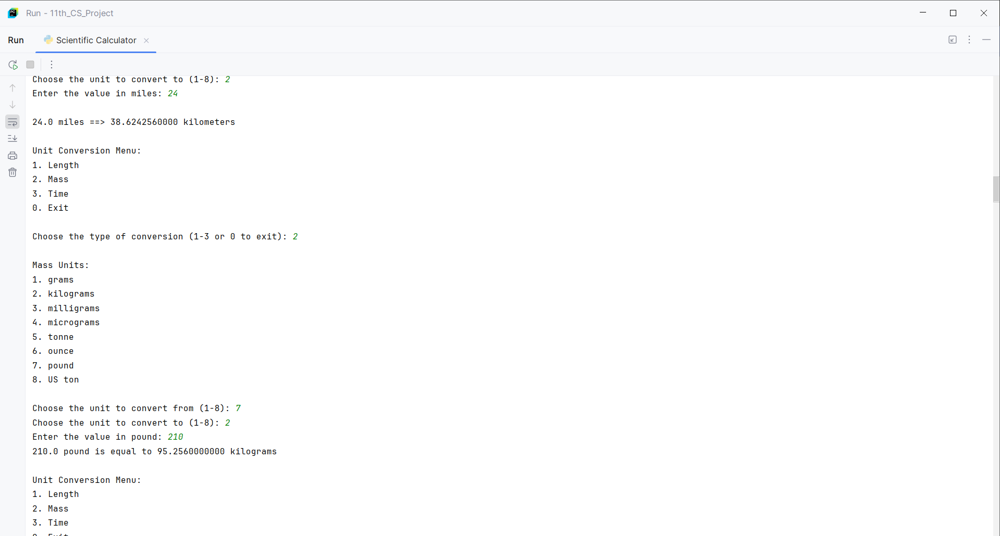 Run - 11th_CS_Project
Run
Scientific Calculator
Choose the unit to convert to (1-8): 2
Enter the value in miles: 24
24.0 miles ==> 38.6242560000 kilometers
Unit Conversion Menu:
1. Length
2. Mass
3. Time
0. Exit
Choose the type of conversion (1-3 or 0 to exit): 2
Mass Units:
1. grams
2. kilograms
3. milligrams
4. micrograms
5. tonne
6. ounce
7. pound
8. US ton
Choose the unit to convert from (1-8): 7
Choose the unit to convert to (1-8): 2
Enter the value in pound: 210
210.0 pound is equal to 95.2560000000 kilograms
Unit Conversion Menu:
1. Length
2. Mass
3. Time
0. Exit